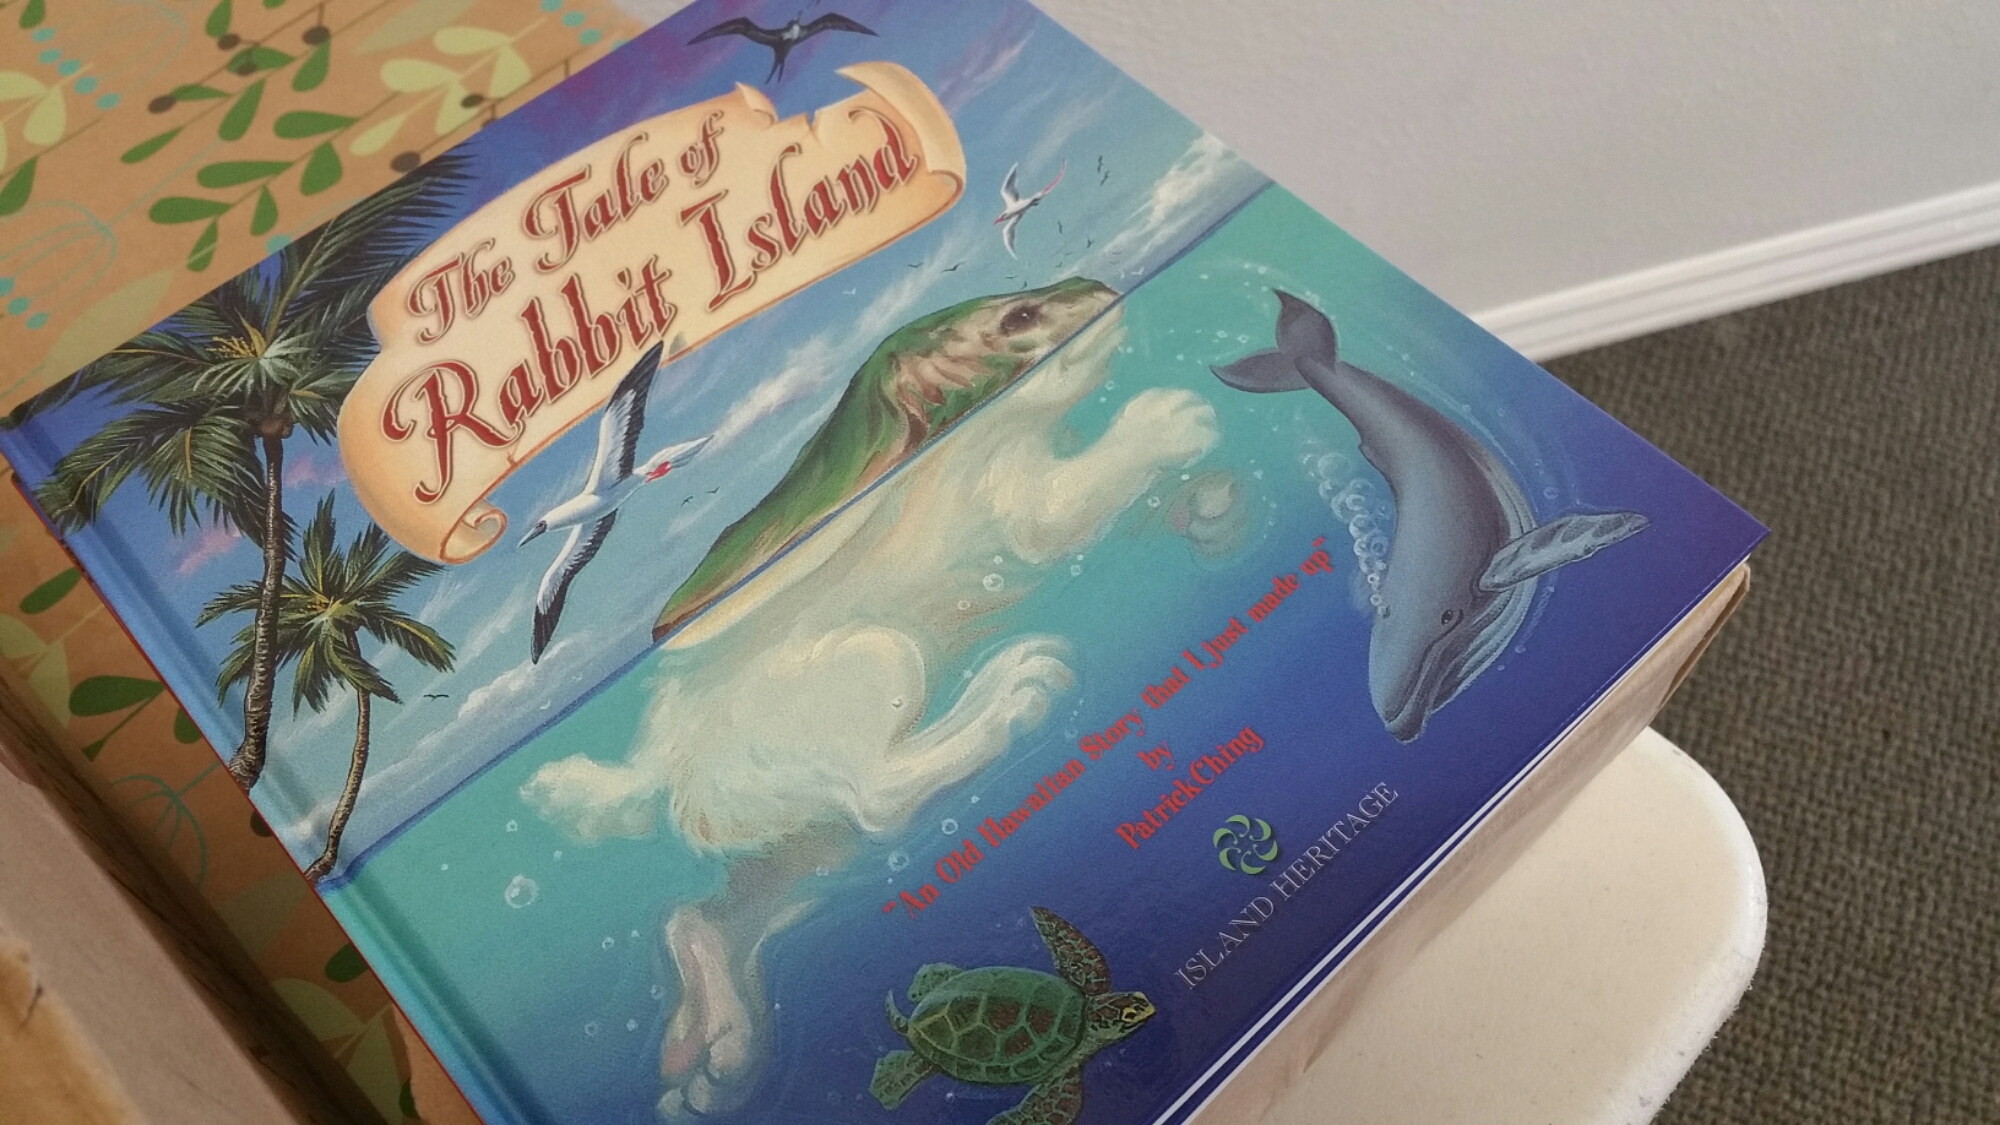 The Tale of
Rabbit Island
"An Old Hawaiian Story that I just made up"
by
Patrick Ching
ISLAND HERITAGE